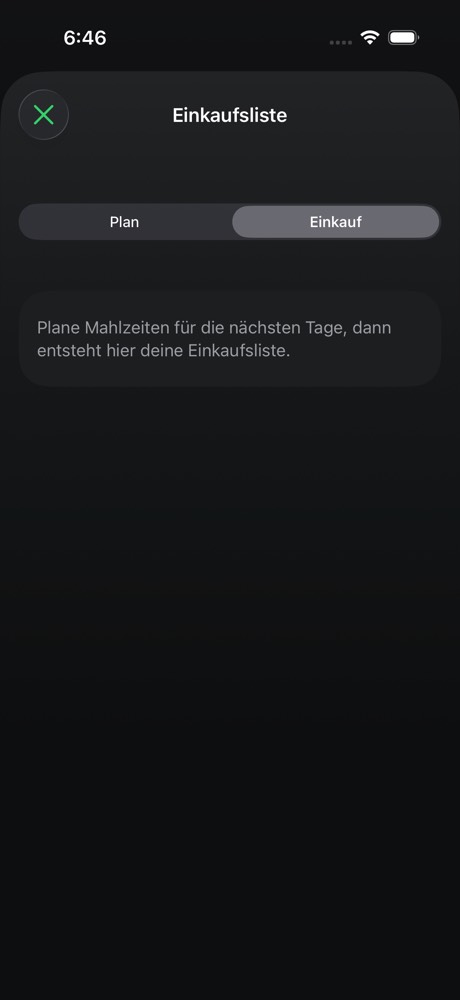 6:46
Einkaufsliste
Plan
Einkauf
Plane Mahlzeiten für die nächsten Tage, dann
entsteht hier deine Einkaufsliste.